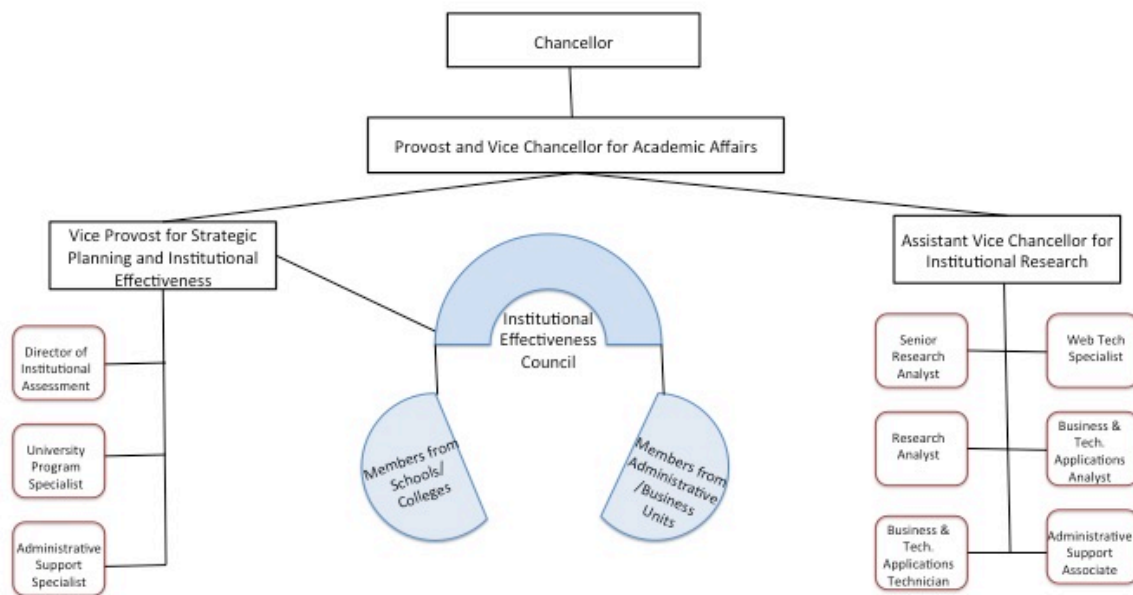 Chancellor
Provost and Vice Chancellor for Academic Affairs
Vice Provost for Strategic
Planning and Institutional
Effectiveness
Assistant Vice Chancellor for
Institutional Research
Institutional
Effectiveness
Council
Director of
Institutional
Assessment
University
Program
Specialist
Administrative
Support
Specialist
Members from
Schools/
Colleges
Members from
Administrative
/Business
Units
Senior
Research
Analyst
Web Tech
Specialist
Research
Analyst
Business &
Tech.
Applications
Analyst
Business &
Tech.
Applications
Technician
Administrative
Support
Associate